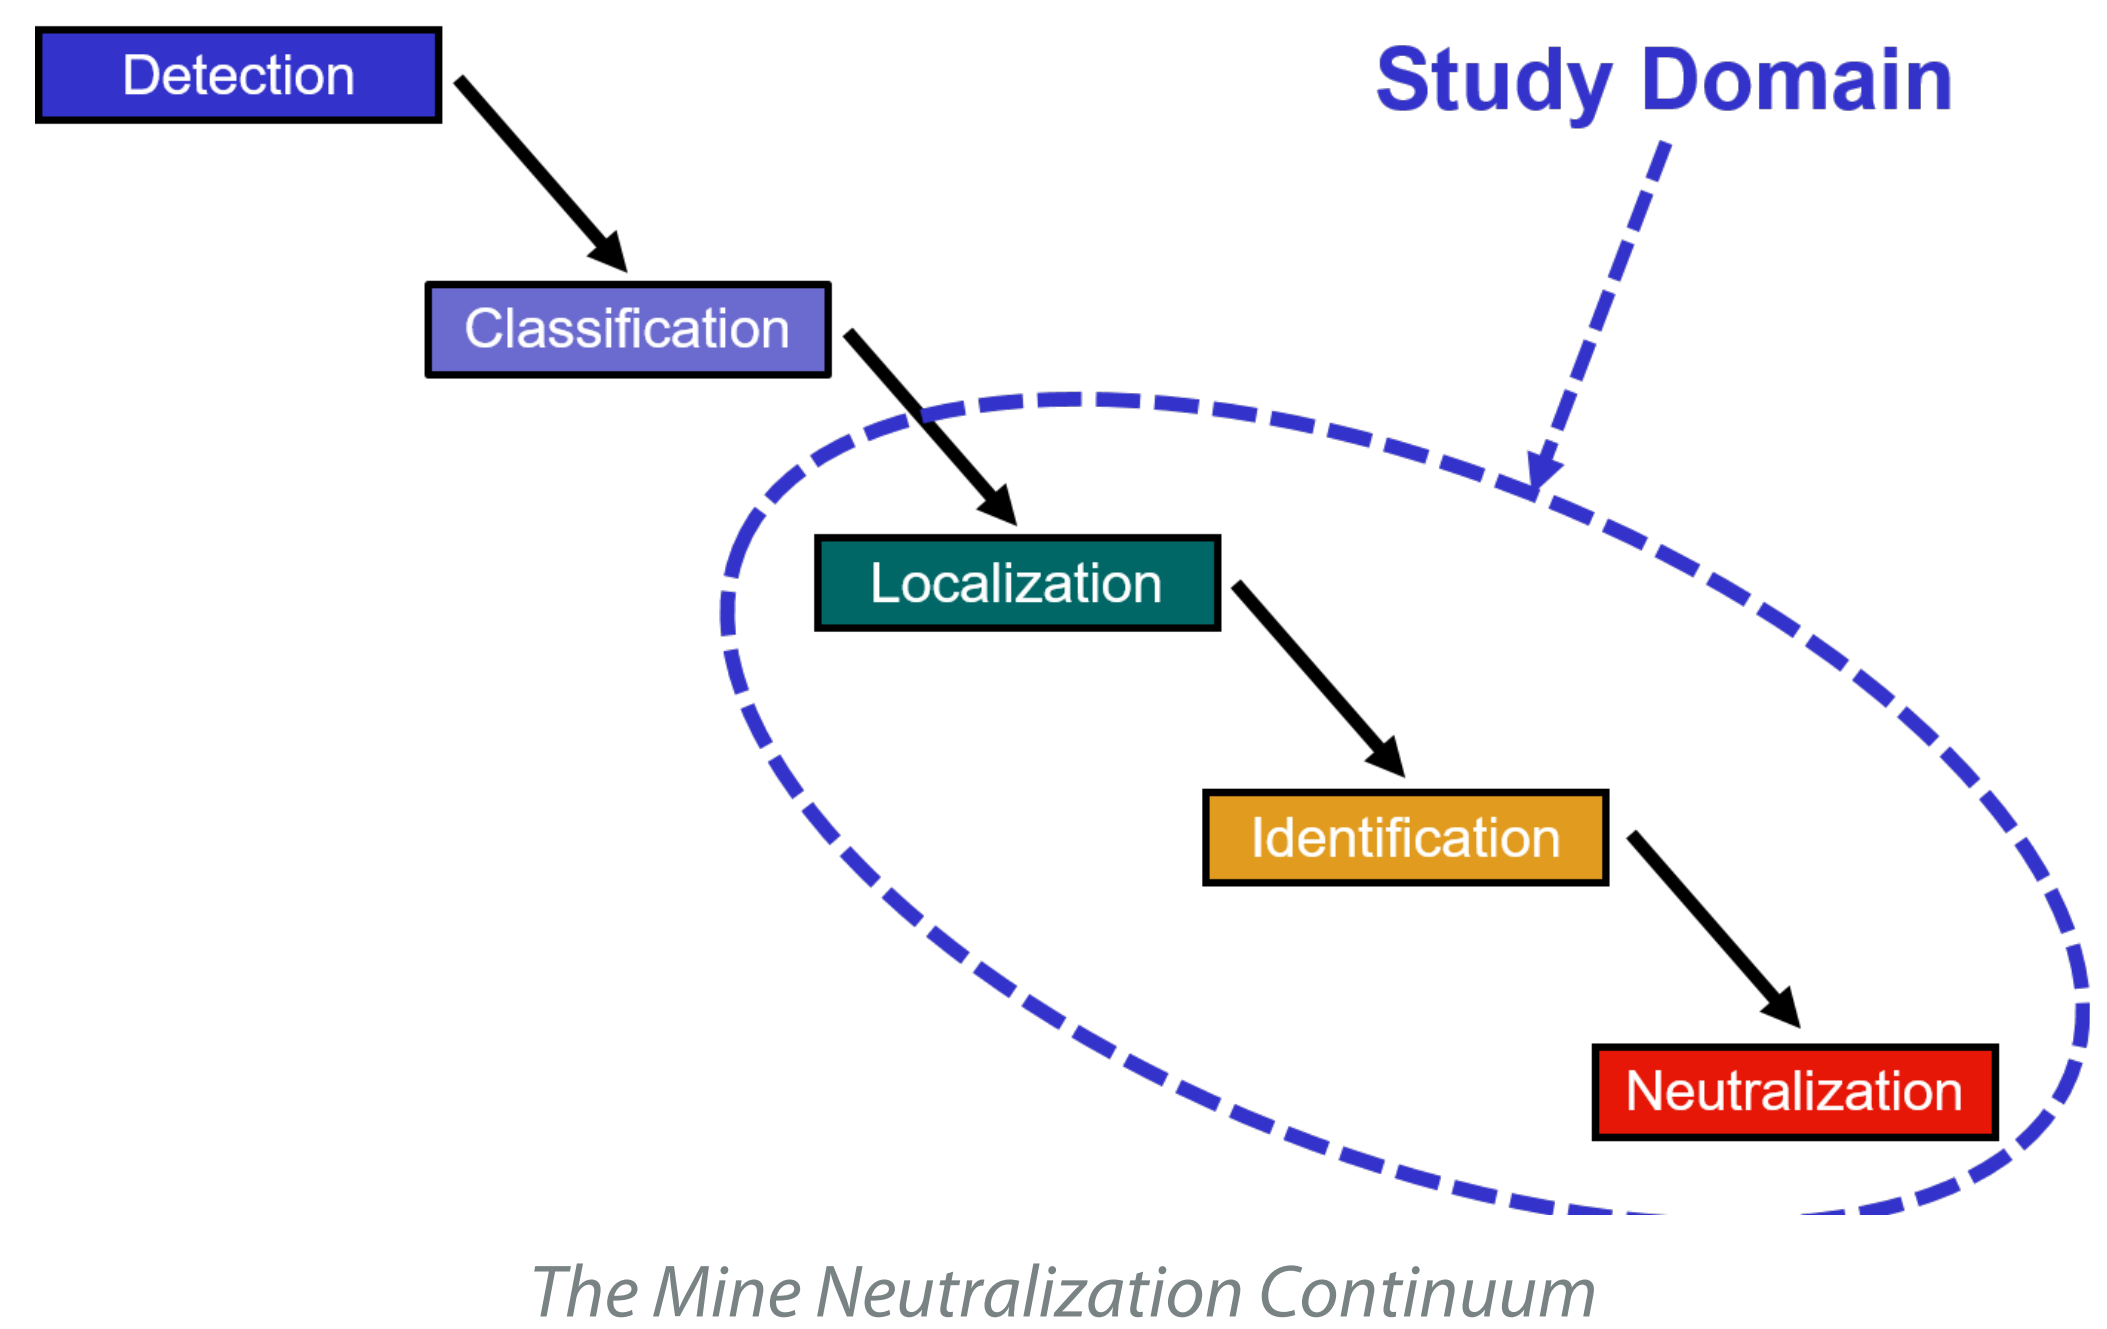 Detection
Study Domain
Classification
Localization
Identification
Neutralization
The Mine Neutralization Continuum